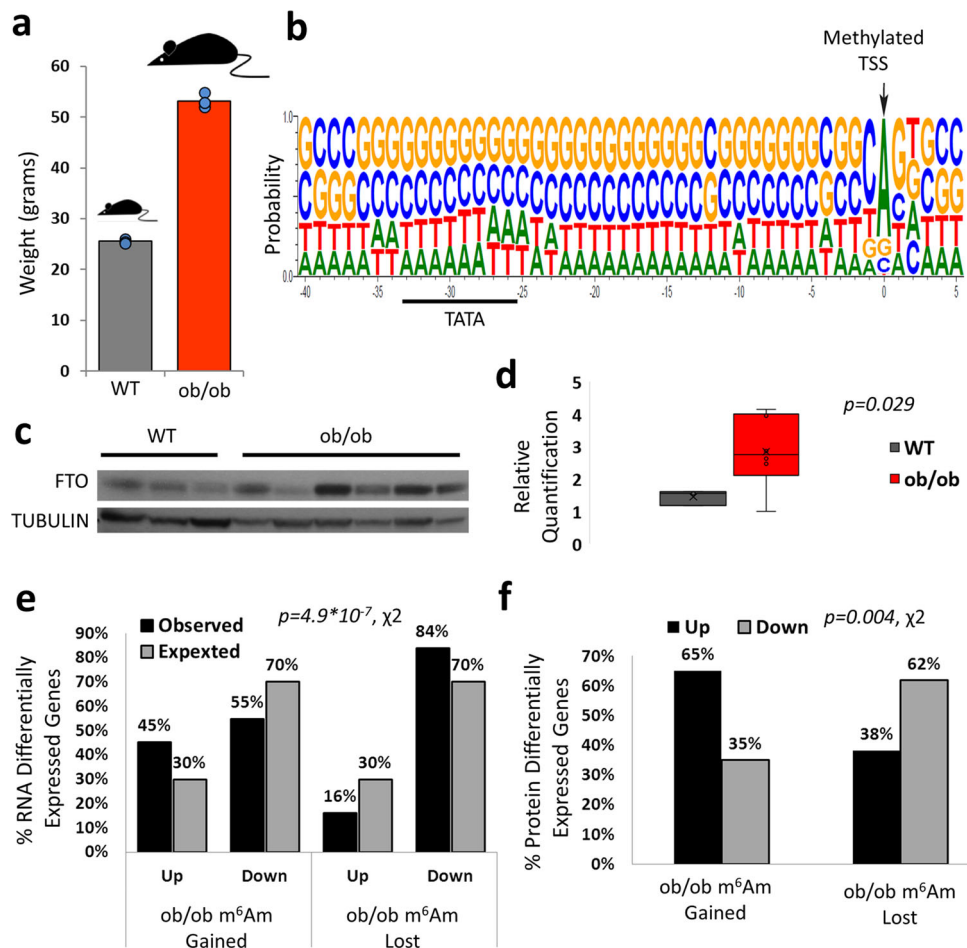 a
Weight (grams)
60
50
40
30
20
10
0
WT
ob/ob
b
Methylated
TSS
Probability
1.0
0.0
-40
-35
-30
-25
-20
-15
-10
-5
0
5
TATA
c
WT
ob/ob
FTO
TUBULIN
d
Relative
Quantification
5
4
3
2
1
0
p=0.029
WT
ob/ob
e
% RNA Differentially
Expressed Genes
Observed
Expexted
p=4.9*10-7, χ2
90%
80%
70%
60%
50%
40%
30%
20%
10%
0%
45%
30%
55%
70%
16%
30%
84%
70%
Up
Down
Up
Down
ob/ob m⁶Am
Gained
ob/ob m⁶Am
Lost
f
% Protein Differentially
Expressed Genes
Up
Down
p=0.004, χ2
70%
60%
50%
40%
30%
20%
10%
0%
65%
35%
38%
62%
ob/ob m⁶Am
Gained
ob/ob m⁶Am
Lost